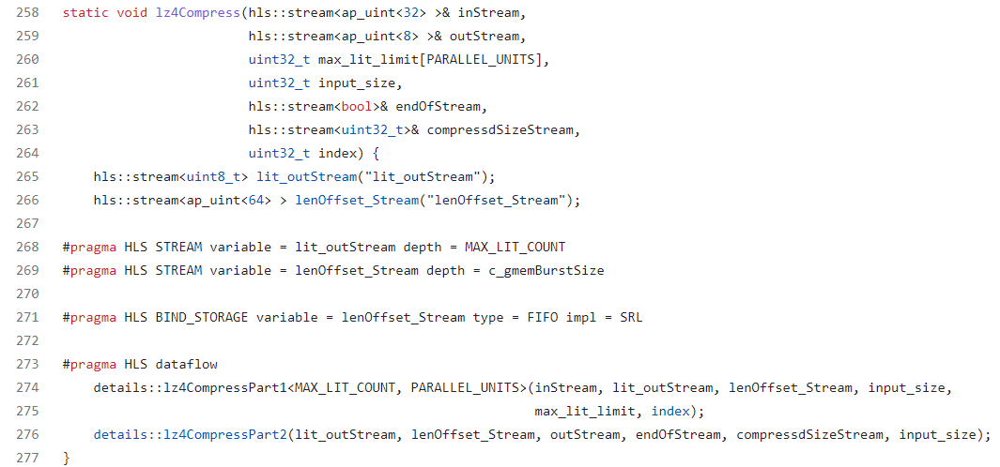 258 static void lz4Compress(hls::stream<ap_uint<32> >& inStream,
259 hls::stream<ap_uint<8> >& outStream,
260 uint32_t max_lit_limit[PARALLEL_UNITS],
261 uint32_t input_size,
262 hls::stream<bool>& endOfStream,
263 hls::stream<uint32_t>& compressdSizeStream,
264 uint32_t index) {
265 hls::stream<uint8_t> lit_outStream("lit_outStream");
266 hls::stream<ap_uint<64> > lenOffset_Stream("lenOffset_Stream");
267
268 #pragma HLS STREAM variable = lit_outStream depth = MAX_LIT_COUNT
269 #pragma HLS STREAM variable = lenOffset_Stream depth = c_gmemBurstSize
270
271 #pragma HLS BIND_STORAGE variable = lenOffset_Stream type = FIFO impl = SRL
272
273 #pragma HLS dataflow
274 details::lz4CompressPart1<MAX_LIT_COUNT, PARALLEL_UNITS>(inStream, lit_outStream, lenOffset_Stream, input_size,
275 max_lit_limit, index);
276 details::lz4CompressPart2(lit_outStream, lenOffset_Stream, outStream, endOfStream, compressdSizeStream, input_size);
277 }